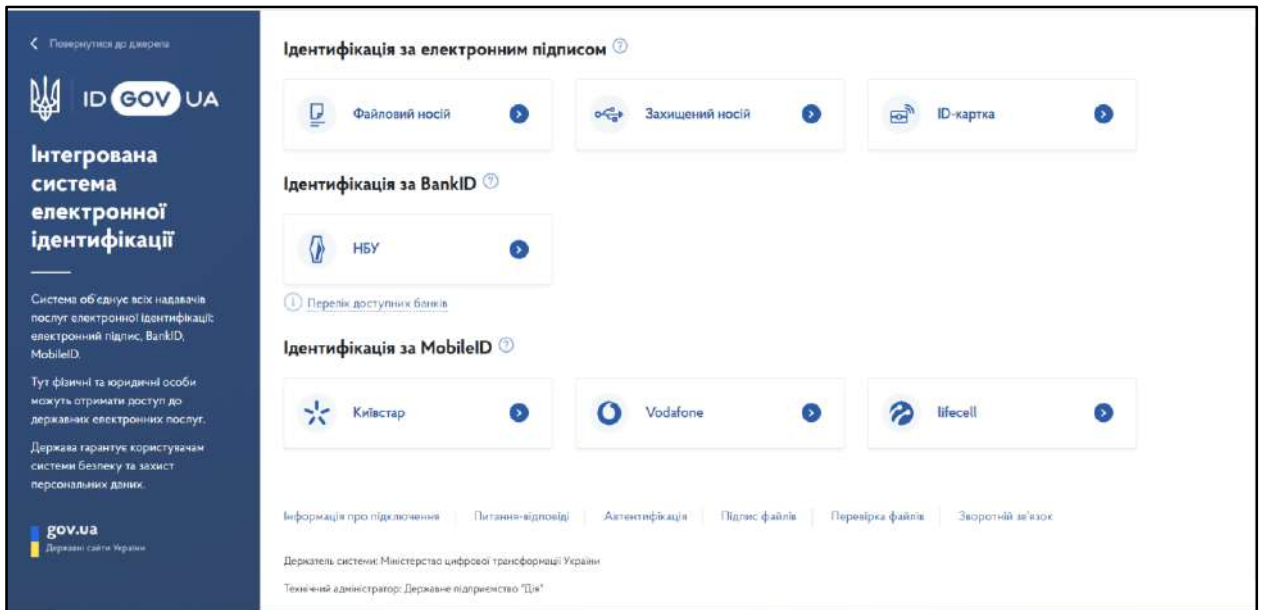 Повернутися до джерела
ID GOV UA
Інтегрована
система
електронної
ідентифікації
Система об'єднує всіх надавачів
послуг електронної ідентифікації:
електронний підпис, BankID,
MobileID.
Тут фізичні та юридичні особи
можуть отримати доступ до
державних електронних послуг.
Держава гарантує користувачам
системи безпеку та захист
персональних даних.
gov.ua
Державні сайти України
Ідентифікація за електронним підписом ?
Файловий носій
Захищений носій
ID-картка
Ідентифікація за BankID ?
НБУ
Перелік доступних банків
Ідентифікація за MobileID ?
Київстар
Vodafone
lifecell
Інформація про підключення Питання-відповіді Автентифікація Підпис файлів Перевірка файлів Зворотній зв'язок
Держатель системи: Міністерство цифрової трансформації України
Технічний адміністратор: Державне підприємство "Дія"